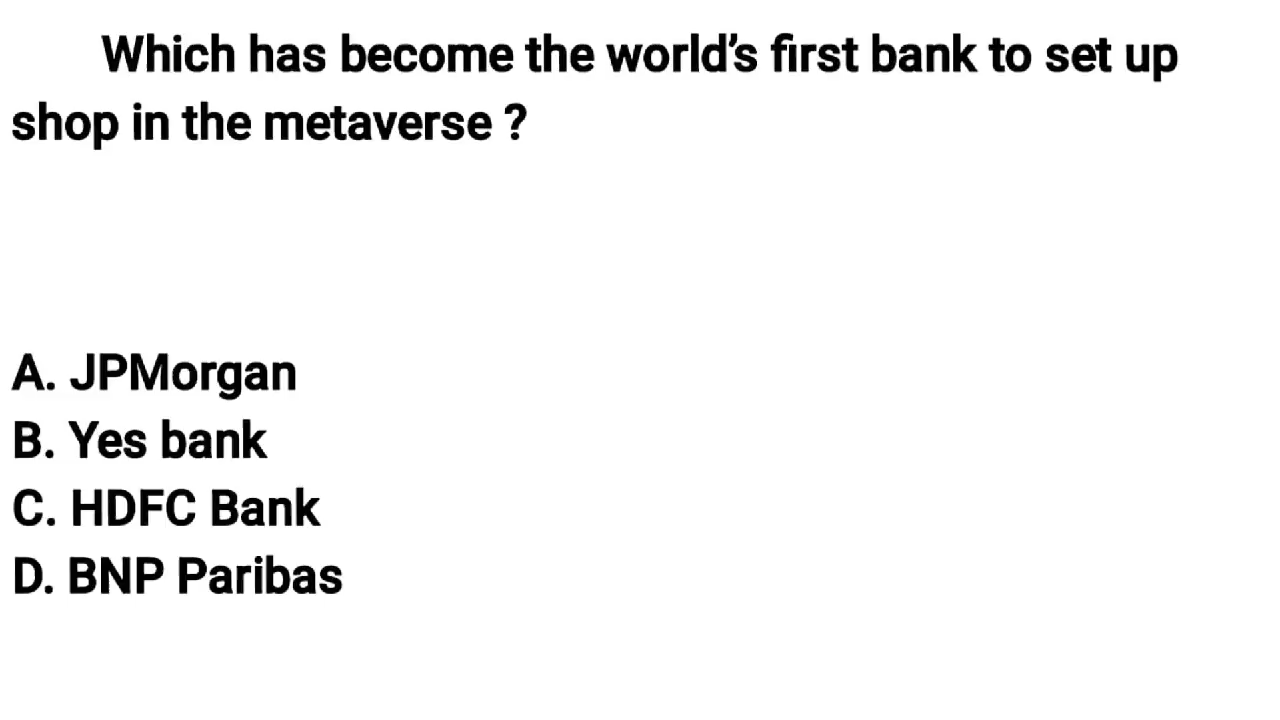 Which has become the world’s first bank to set up
shop in the metaverse ?
A. JPMorgan
B. Yes bank
C. HDFC Bank
D. BNP Paribas